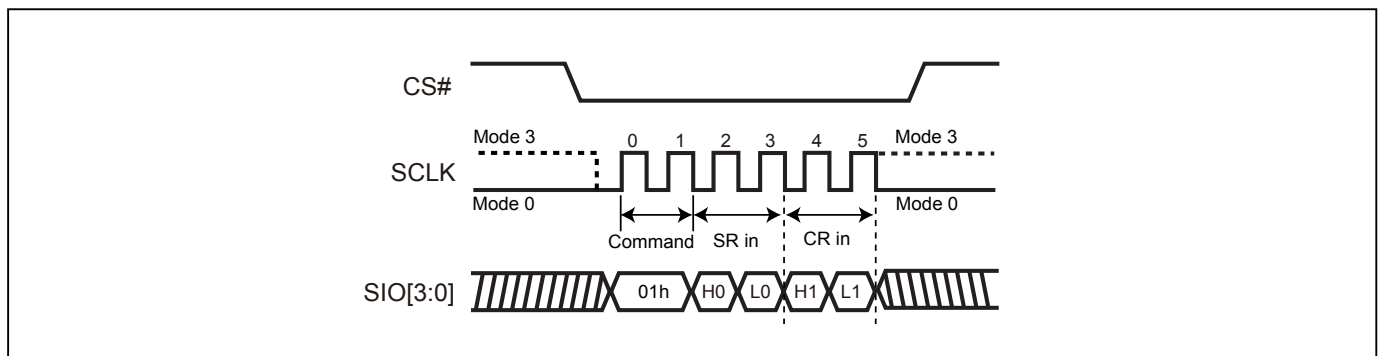 CS#
Mode 3 0 1 2 3 4 5 Mode 3
SCLK
Mode 0 Mode 0
Command SR in CR in
SIO[3:0] 01h H0 L0 H1 L1